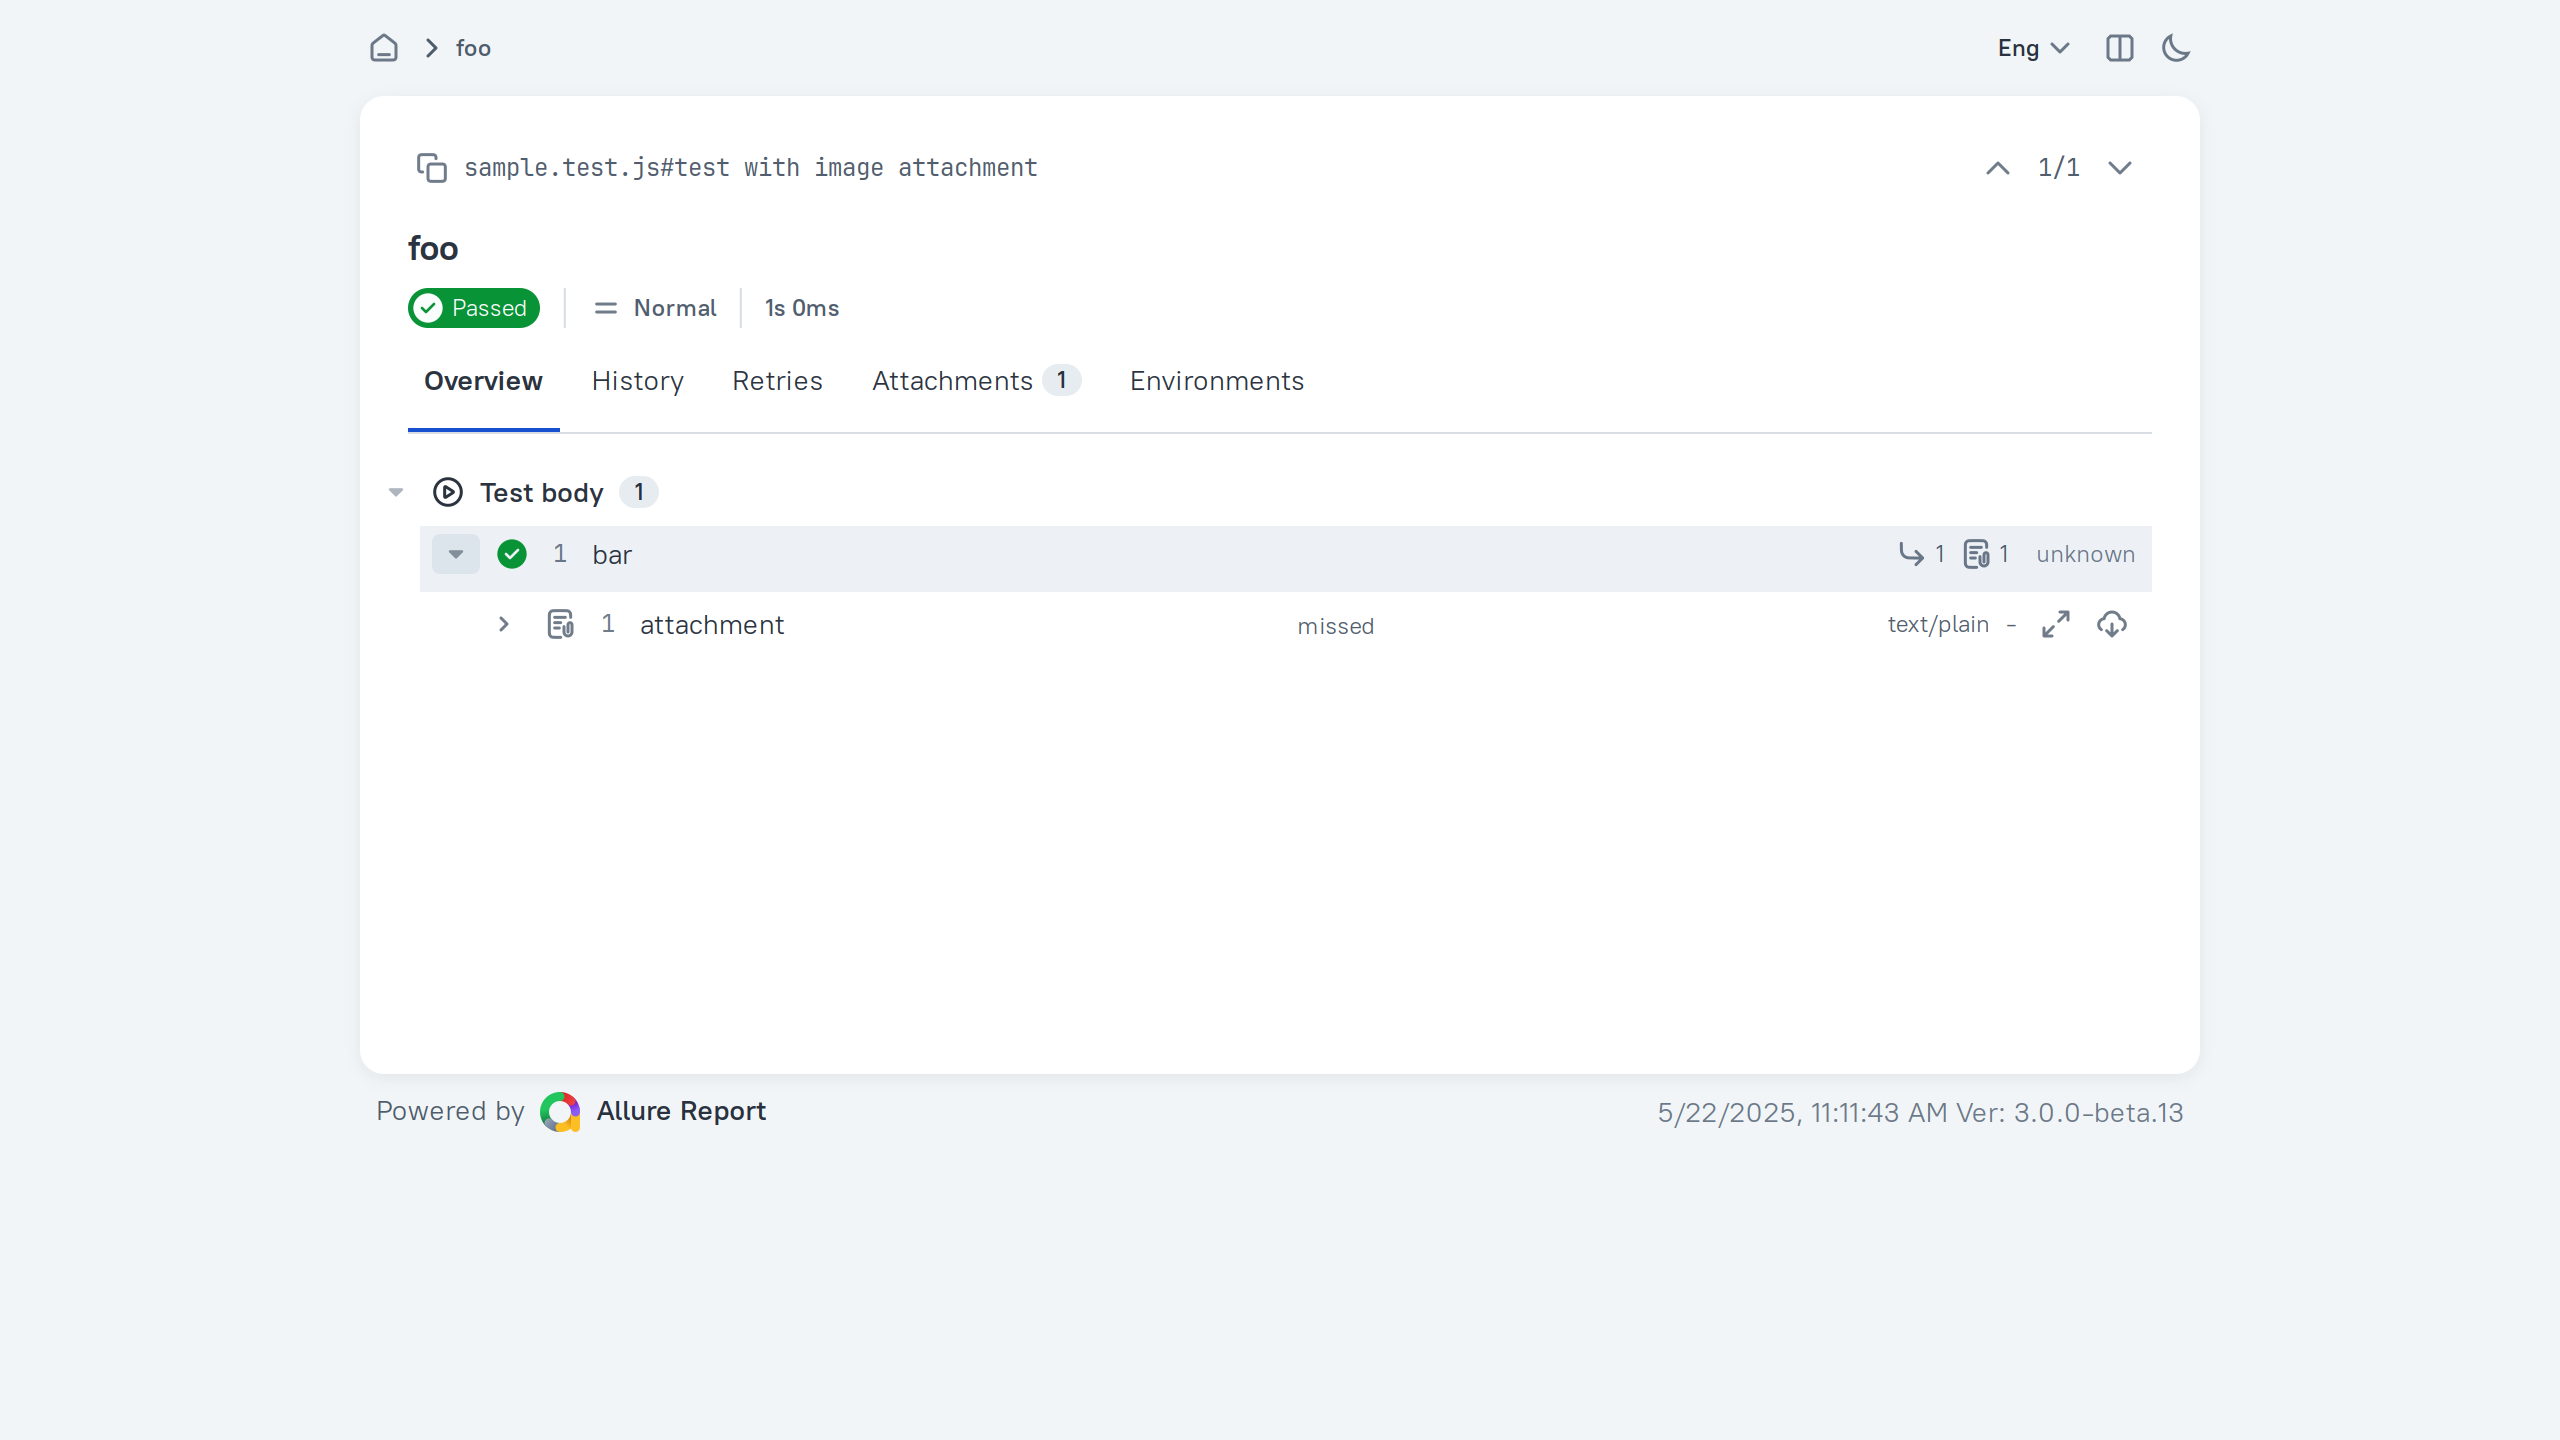 foo
Eng
sample.test.js#test with image attachment
1/1
foo
Passed
Normal
1s 0ms
Overview
History
Retries
Attachments 1
Environments
Test body 1
1 bar
1
1
unknown
1 attachment
missed
text/plain -
Powered by Allure Report
5/22/2025, 11:11:43 AM Ver: 3.0.0-beta.13